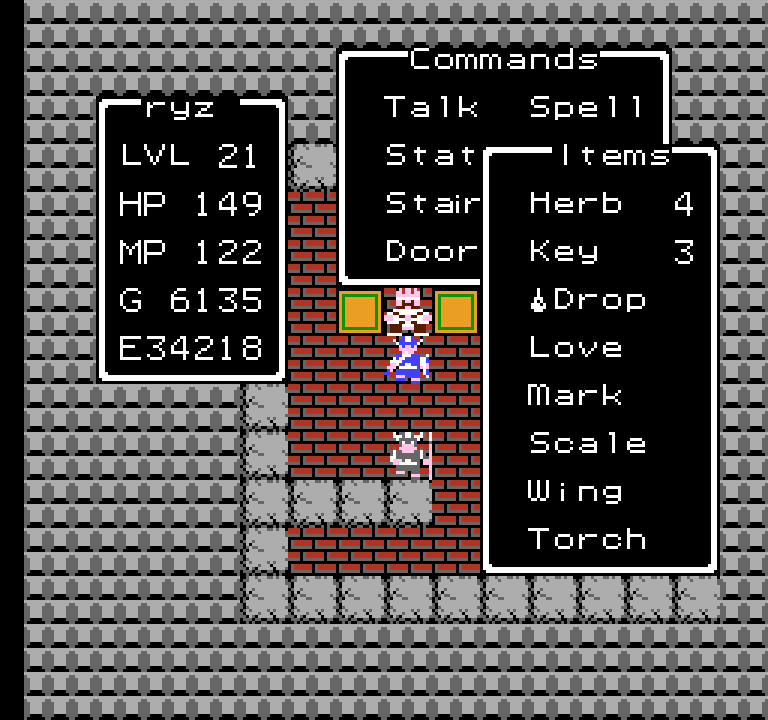 Commands
Talk Spell
Stat
Stair
Door
ryz
LVL 21
HP 149
MP 122
G 6135
E34218
Items
Herb 4
Key 3
Drop
Love
Mark
Scale
Wing
Torch